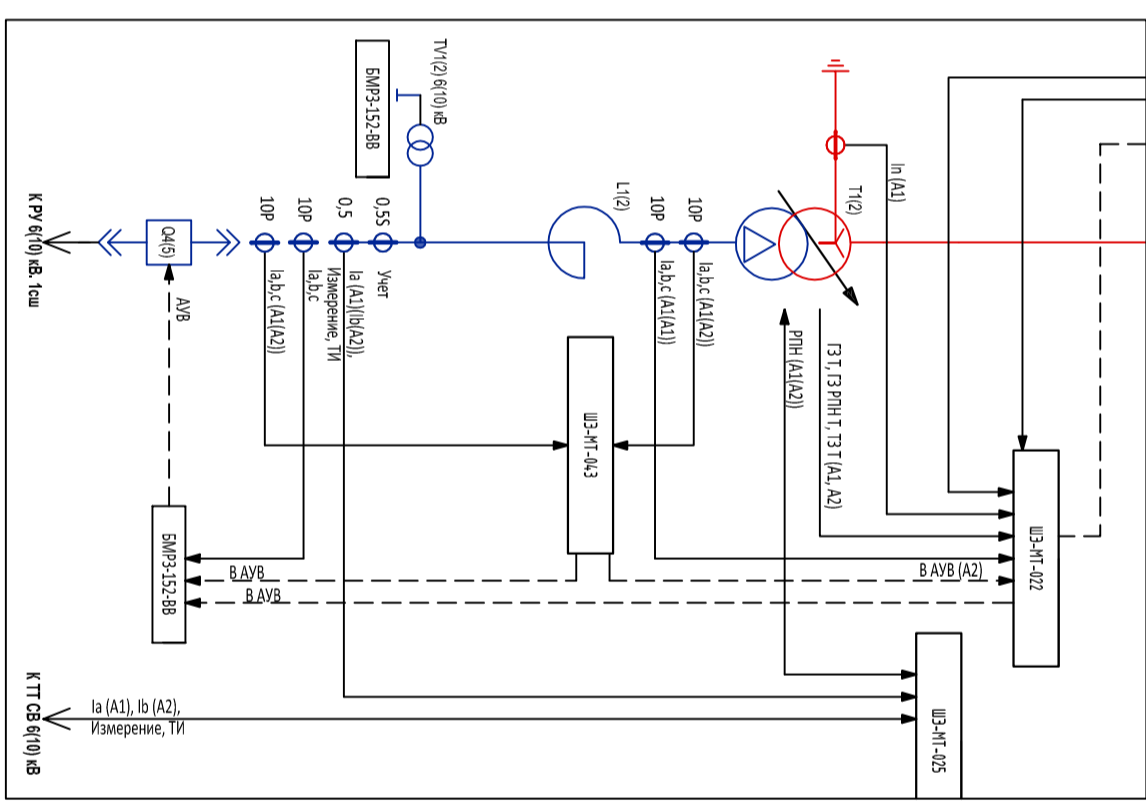 TV1(2) 6(10) кВ
БМРЗ-152-ВВ
In (A1)
T1(2)
L1(2)
10P
10P
0,5
0,5S
10P
10P
Q4(5)
К РУ 6(10) кВ. 1сш
АУВ
Ia,b,c (A1(A2))
Ia,b,c
Ia (A1)(Ib(A2)),
Измерение, ТИ
Учет
Ia,b,c (A1(A1))
Ia,b,c (A1(A2))
РПН (A1(A2))
ГЗ Т, ГЗ РПН Т, ТЗ Т (A1, A2)
ШЭ-МТ-043
ШЭ-МТ-022
БМРЗ-152-ВВ
В АУВ
В АУВ (A2)
В АУВ
ШЭ-МТ-025
К ТТ СВ 6(10) кВ
Ia (A1), Ib (A2),
Измерение, ТИ